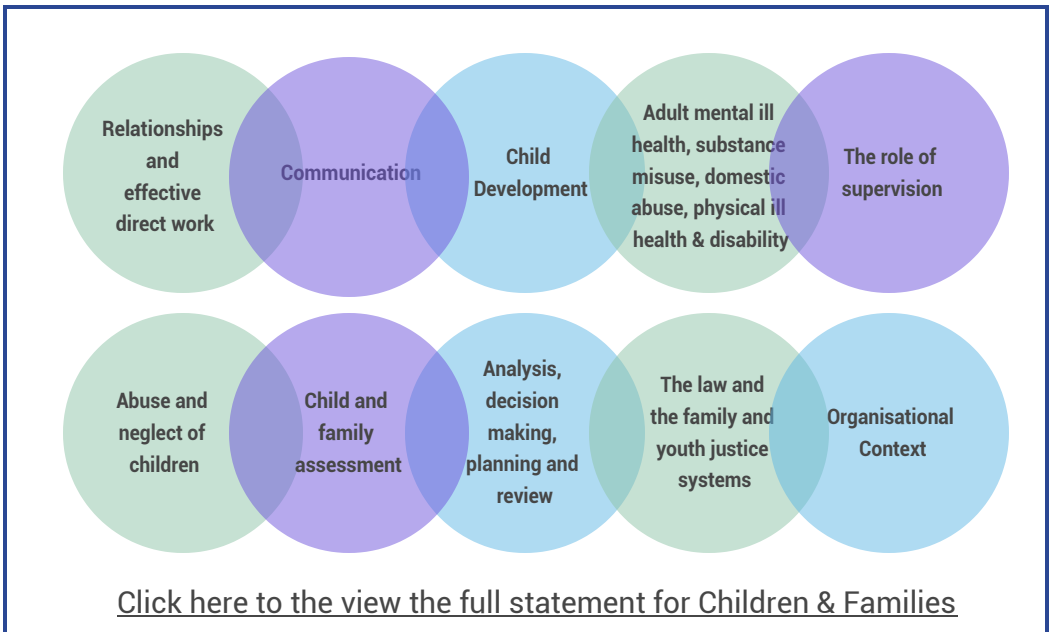 Relationships
and
effective
direct work
Communication
Child
Development
Adult mental ill
health, substance
misuse, domestic
abuse, physical ill
health & disability
The role of
supervision
Abuse and
neglect of
children
Child and
family
assessment
Analysis,
decision
making,
planning and
review
The law and
the family and
youth justice
systems
Organisational
Context
Click here to the view the full statement for Children & Families